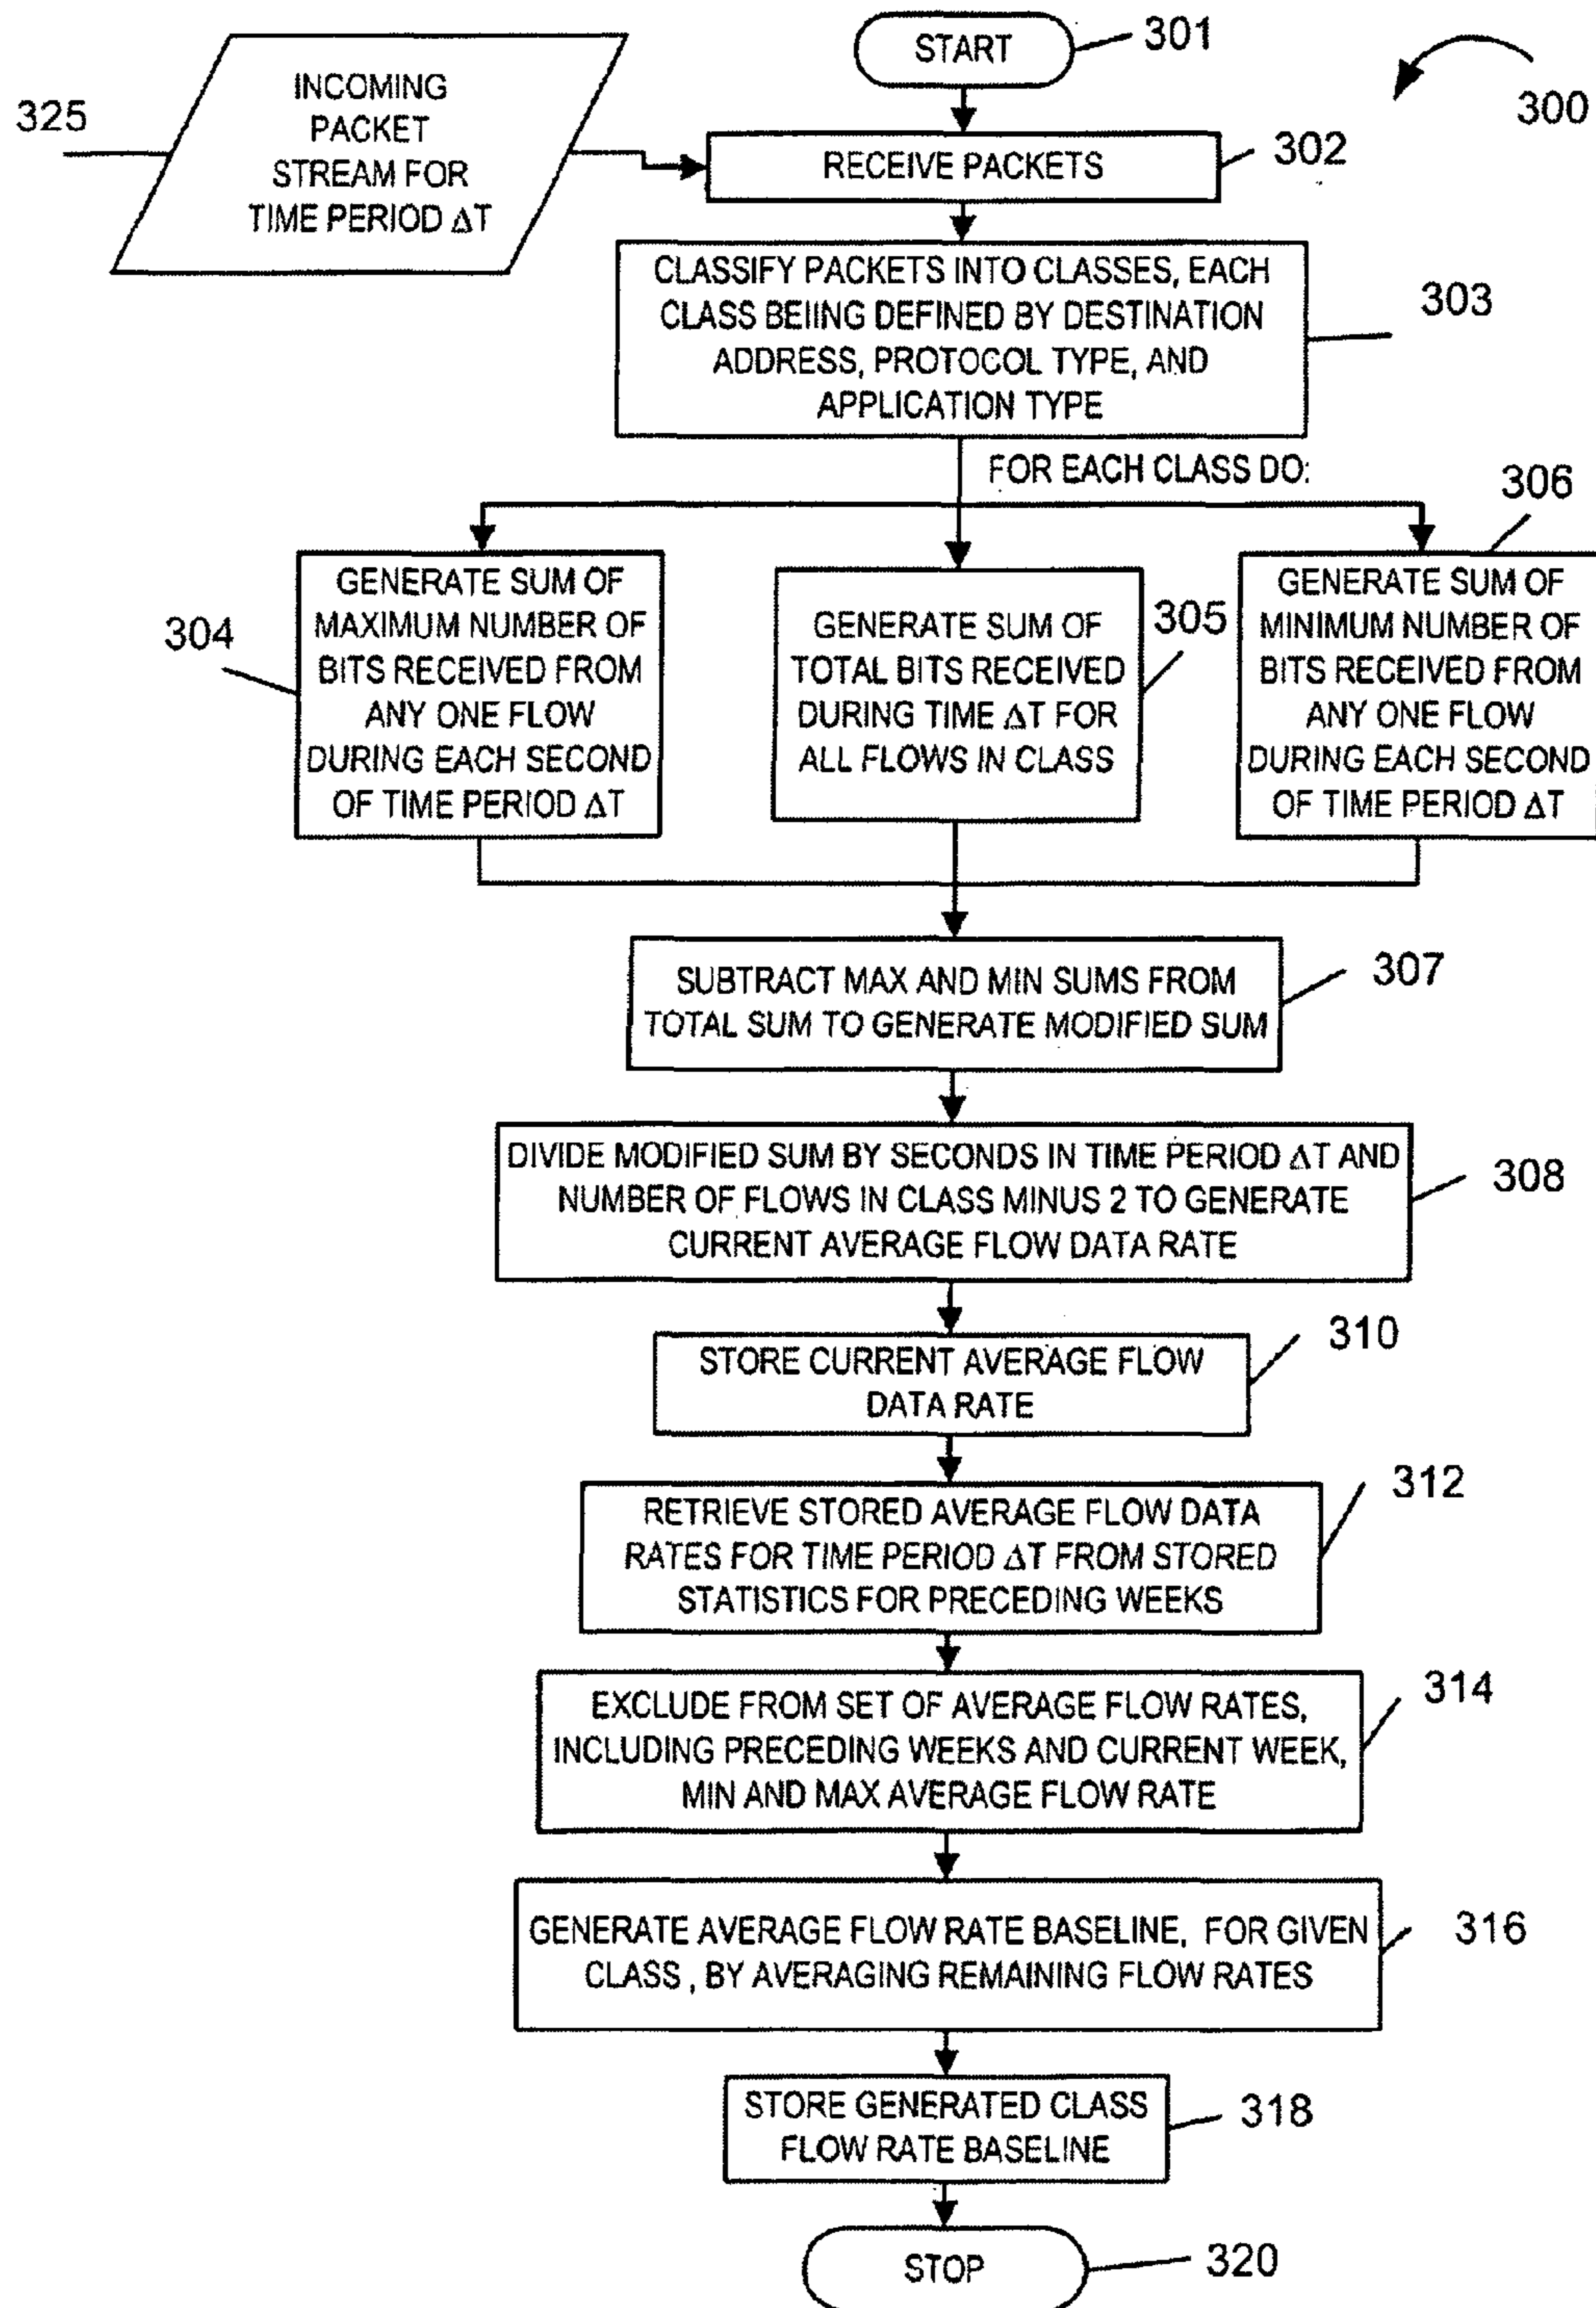 START
301
300
325
INCOMING
PACKET
STREAM FOR
TIME PERIOD ΔT
RECEIVE PACKETS
302
CLASSIFY PACKETS INTO CLASSES, EACH
CLASS BEIING DEFINED BY DESTINATION
ADDRESS, PROTOCOL TYPE, AND
APPLICATION TYPE
303
FOR EACH CLASS DO:
304
GENERATE SUM OF
MAXIMUM NUMBER OF
BITS RECEIVED FROM
ANY ONE FLOW
DURING EACH SECOND
OF TIME PERIOD ΔT
GENERATE SUM OF
TOTAL BITS RECEIVED
DURING TIME ΔT FOR
ALL FLOWS IN CLASS
305
306
GENERATE SUM OF
MINIMUM NUMBER OF
BITS RECEIVED FROM
ANY ONE FLOW
DURING EACH SECOND
OF TIME PERIOD ΔT
SUBTRACT MAX AND MIN SUMS FROM
TOTAL SUM TO GENERATE MODIFIED SUM
307
DIVIDE MODIFIED SUM BY SECONDS IN TIME PERIOD ΔT AND
NUMBER OF FLOWS IN CLASS MINUS 2 TO GENERATE
CURRENT AVERAGE FLOW DATA RATE
308
STORE CURRENT AVERAGE FLOW
DATA RATE
310
RETRIEVE STORED AVERAGE FLOW DATA
RATES FOR TIME PERIOD ΔT FROM STORED
STATISTICS FOR PRECEDING WEEKS
312
EXCLUDE FROM SET OF AVERAGE FLOW RATES,
INCLUDING PRECEDING WEEKS AND CURRENT WEEK,
MIN AND MAX AVERAGE FLOW RATE
314
GENERATE AVERAGE FLOW RATE BASELINE, FOR GIVEN
CLASS , BY AVERAGING REMAINING FLOW RATES
316
STORE GENERATED CLASS
FLOW RATE BASELINE
318
STOP
320